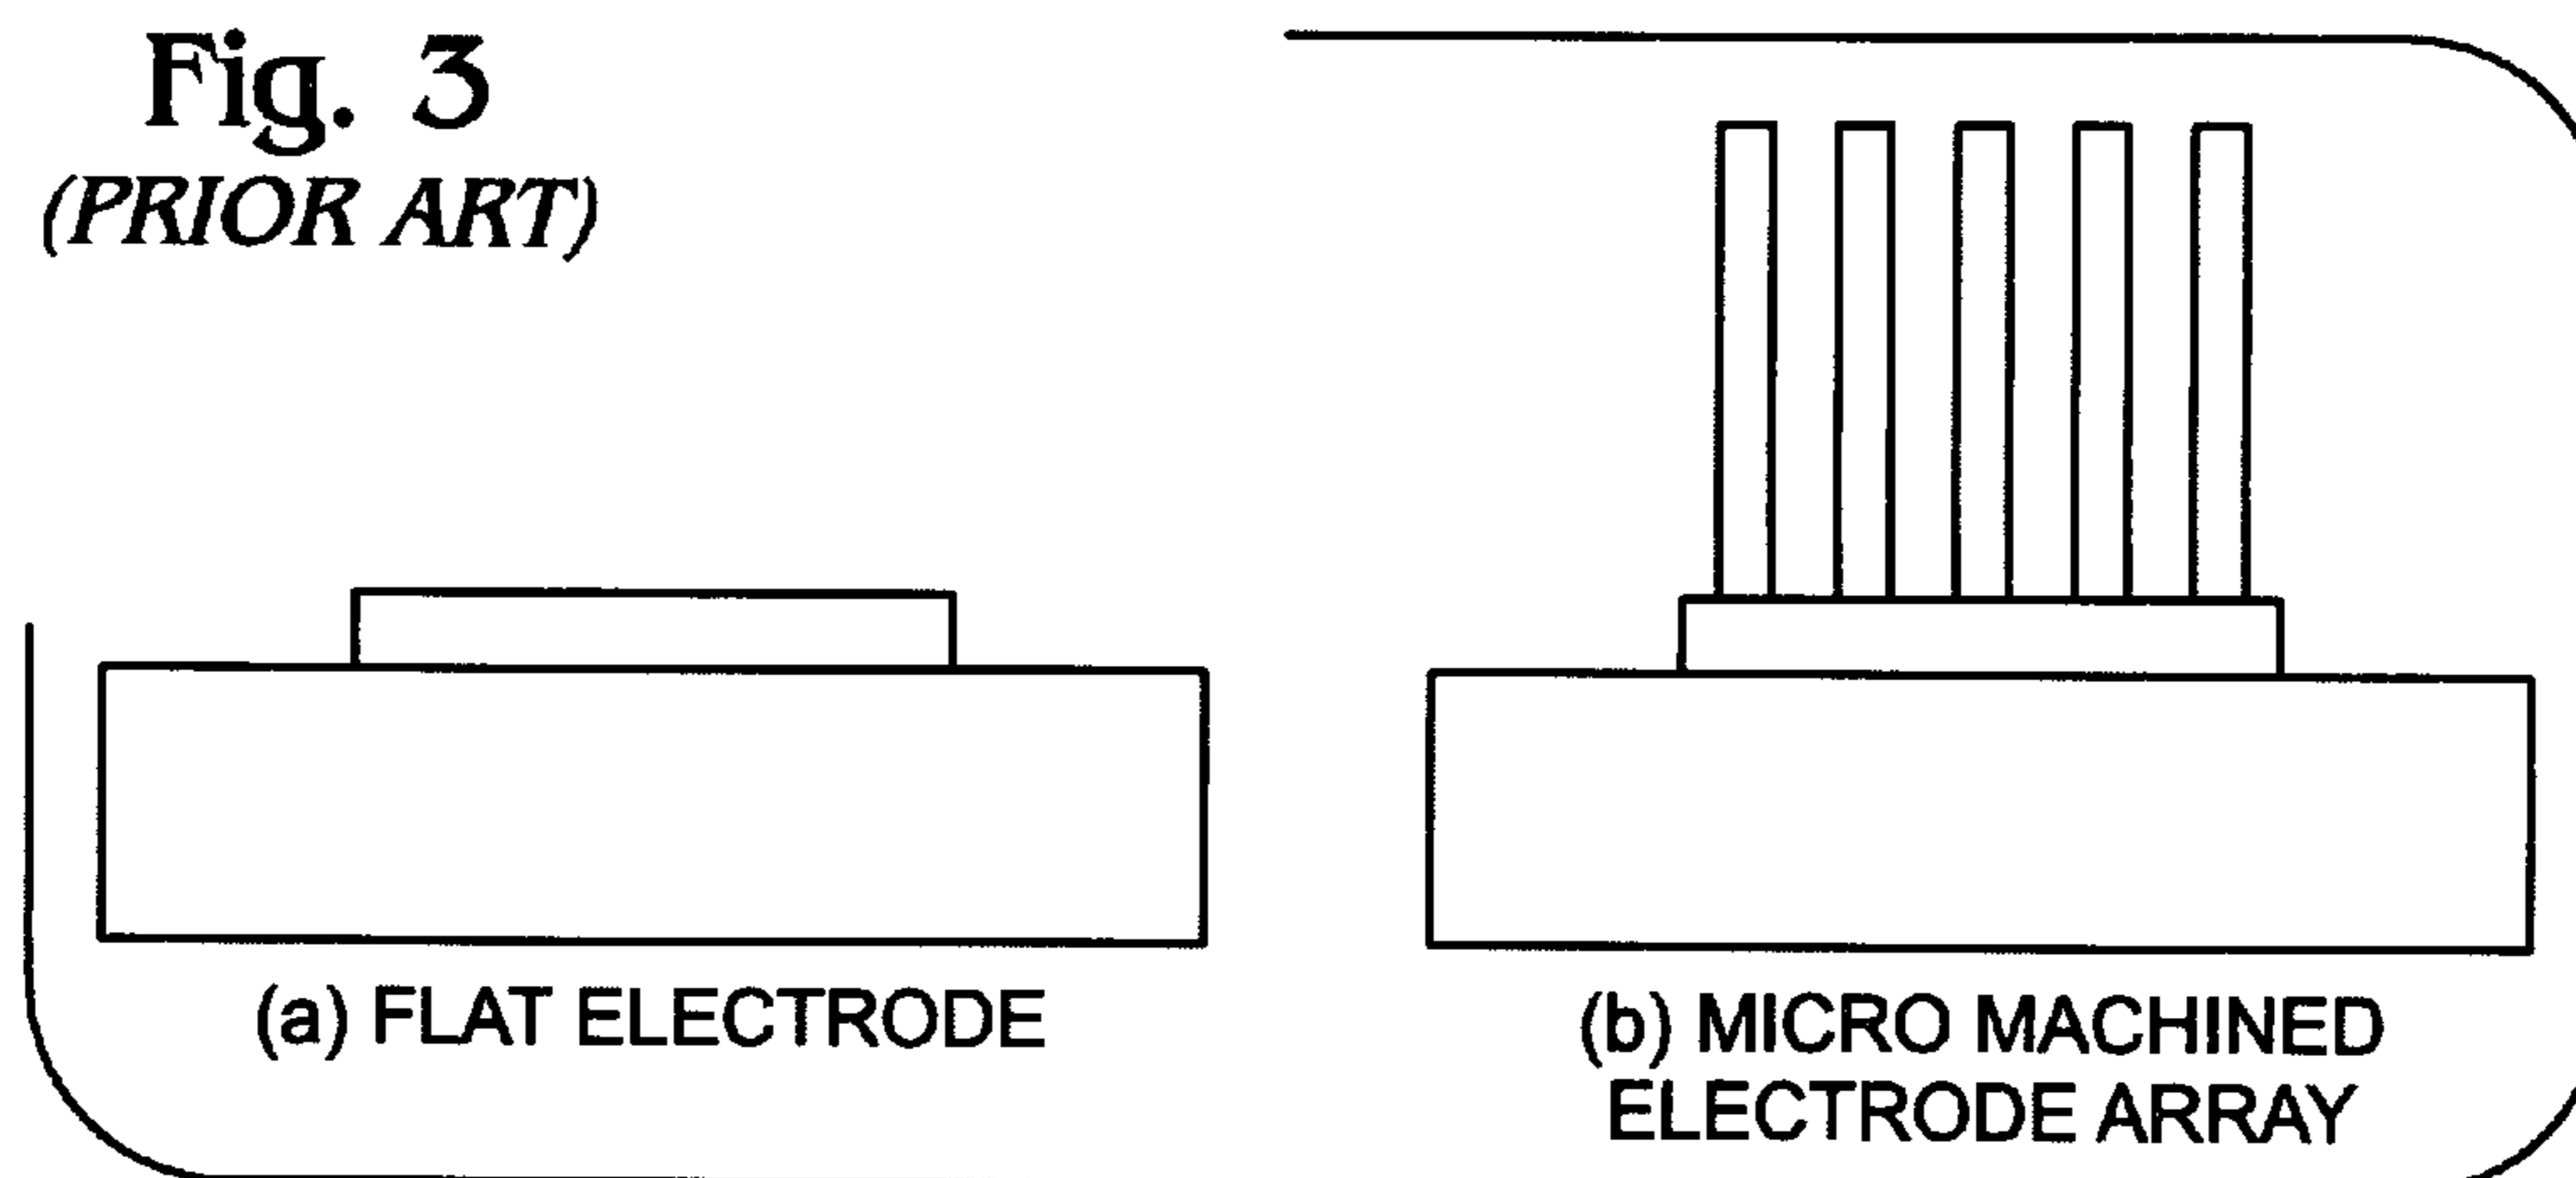 Fig. 3
(PRIOR ART)
(a) FLAT ELECTRODE
(b) MICRO MACHINED
ELECTRODE ARRAY